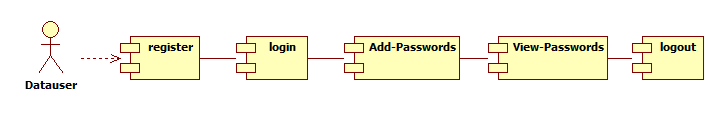 register
login
Add-Passwords
View-Passwords
logout
Datauser